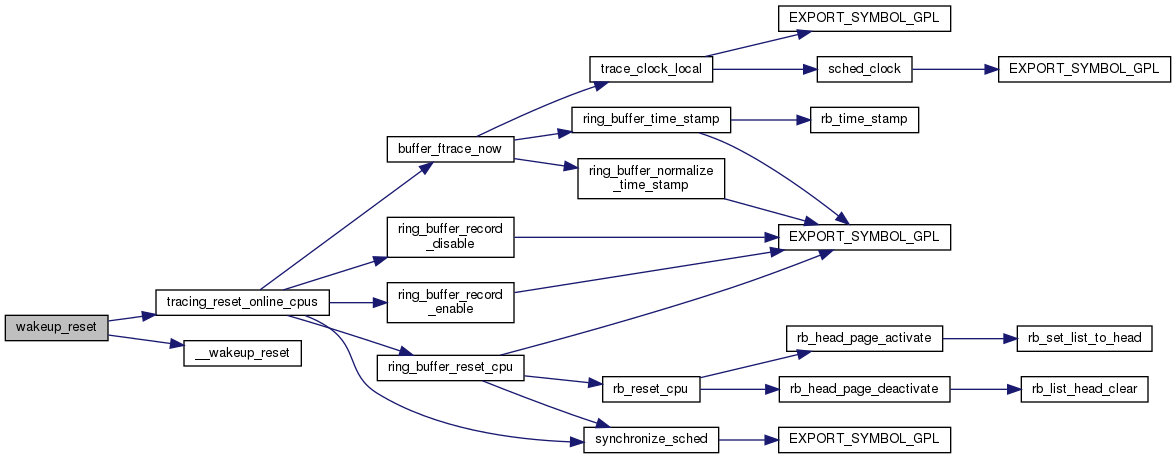 EXPORT_SYMBOL_GPL
trace_clock_local
sched_clock
EXPORT_SYMBOL_GPL
ring_buffer_time_stamp
rb_time_stamp
buffer_ftrace_now
ring_buffer_normalize
_time_stamp
ring_buffer_record
_disable
EXPORT_SYMBOL_GPL
tracing_reset_online_cpus
ring_buffer_record
_enable
wakeup_reset
__wakeup_reset
ring_buffer_reset_cpu
rb_head_page_activate
rb_set_list_to_head
rb_reset_cpu
rb_head_page_deactivate
rb_list_head_clear
synchronize_sched
EXPORT_SYMBOL_GPL